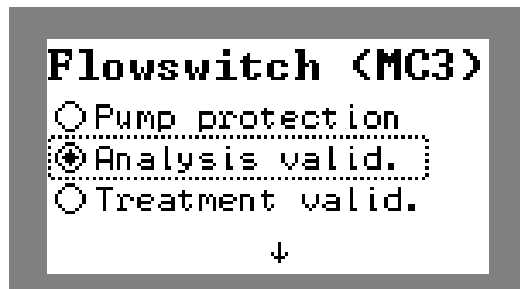 Flowswitch (MC3)
Pump protection
Analysis valid.
Treatment valid.
↓